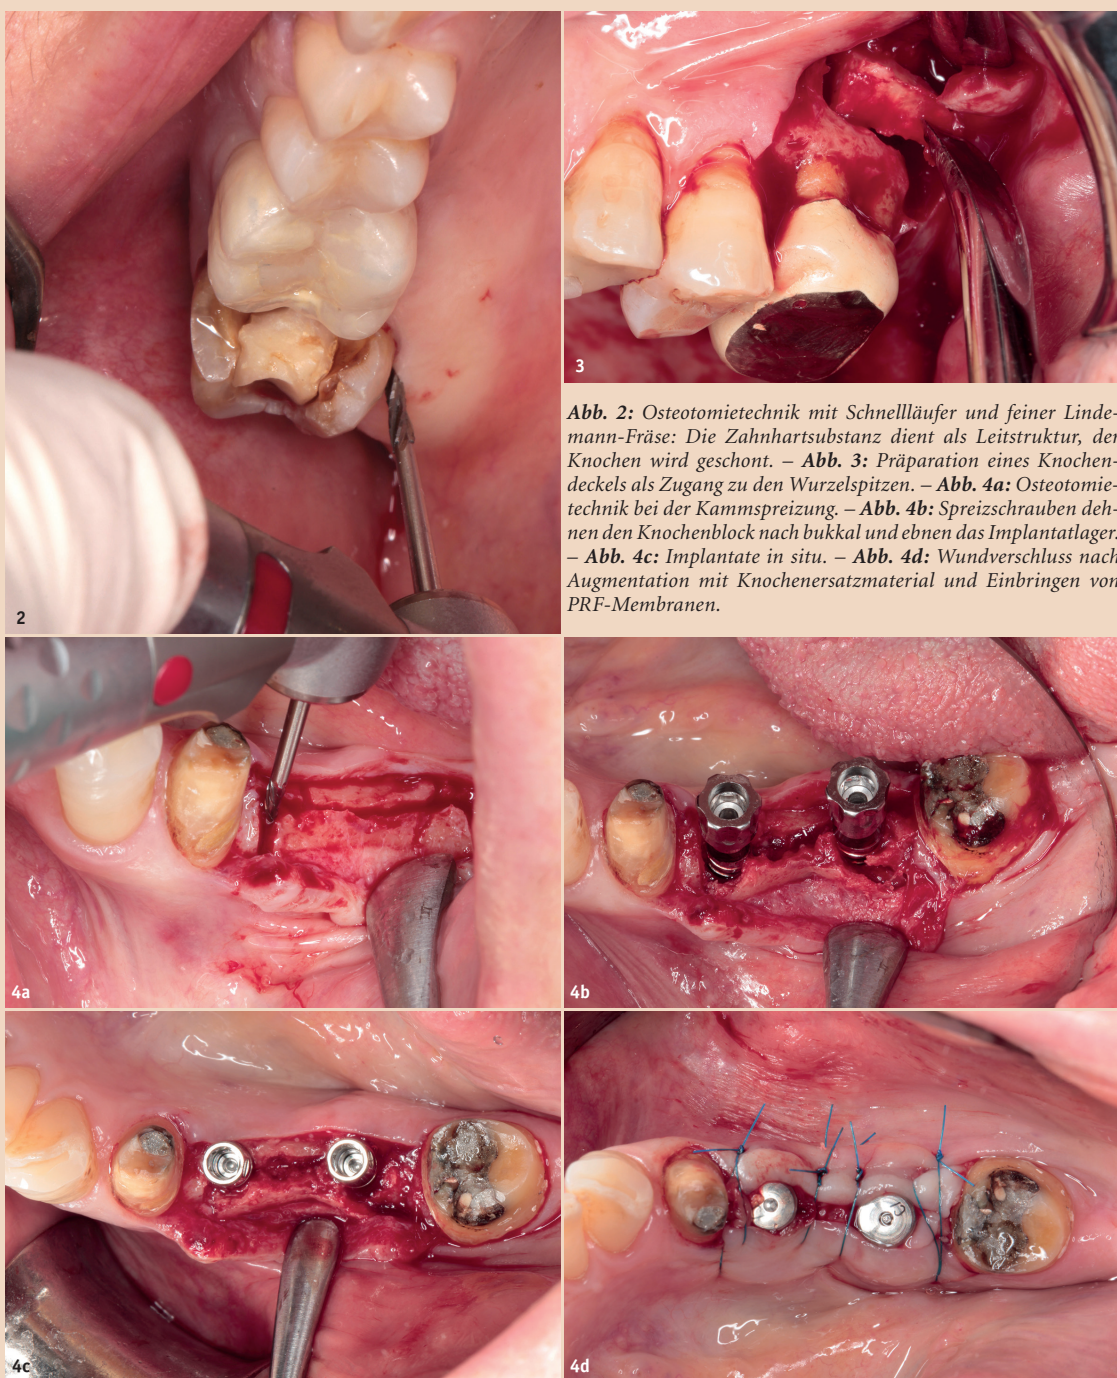 2
3
Abb. 2: Osteotomietechnik mit Schnellläufer und feiner Linde-
mann-Fräse: Die Zahnhartsubstanz dient als Leitstruktur, der
Knochen wird geschont. – Abb. 3: Präparation eines Knochen-
deckels als Zugang zu den Wurzelspitzen. – Abb. 4a: Osteotomie-
technik bei der Kammspreizung. – Abb. 4b: Spreizschrauben deh-
nen den Knochenblock nach bukkal und ebnen das Implantatlager.
– Abb. 4c: Implantate in situ. – Abb. 4d: Wundverschluss nach
Augmentation mit Knochenersatzmaterial und Einbringen von
PRF-Membranen.
4a
4b
4c
4d